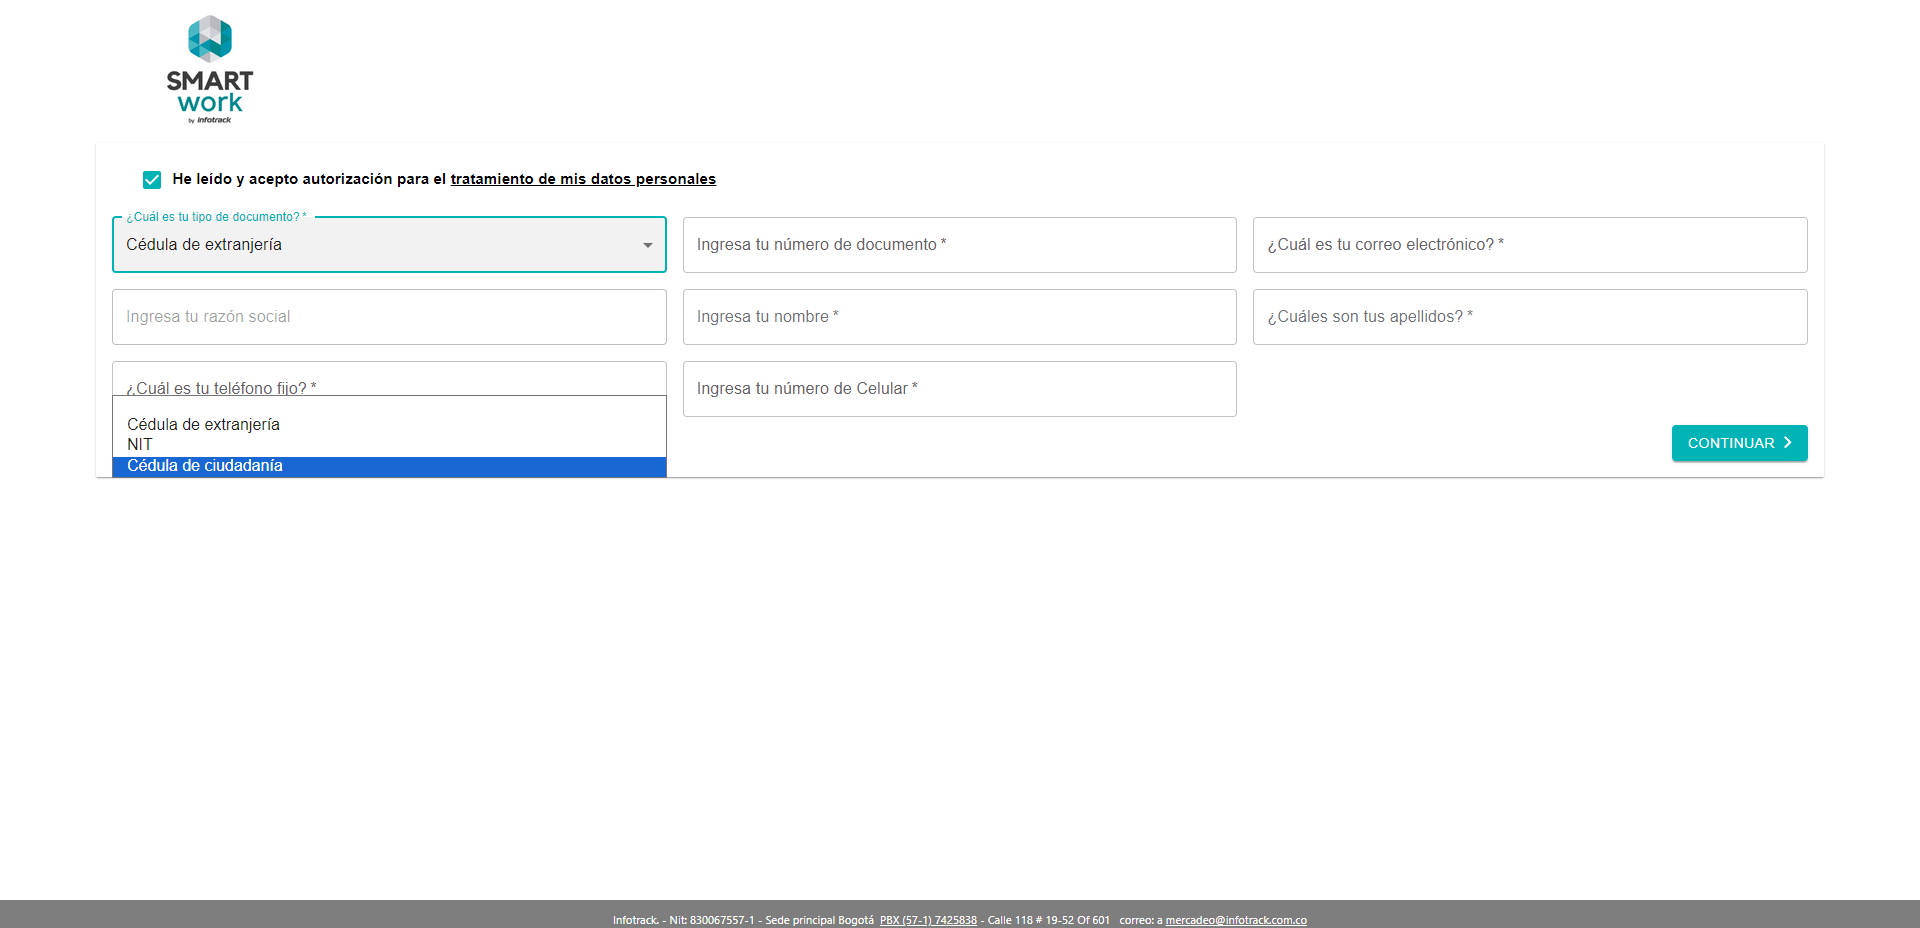 SMART
work
by infotrack
He leído y acepto autorización para el tratamiento de mis datos personales
¿Cuál es tu tipo de documento? *
Cédula de extranjería
Ingresa tu número de documento *
¿Cuál es tu correo electrónico? *
Ingresa tu razón social
Ingresa tu nombre *
¿Cuáles son tus apellidos? *
¿Cuál es tu teléfono fijo? *
Ingresa tu número de Celular *
Cédula de extranjería
NIT
Cédula de ciudadanía
CONTINUAR
Infotrack. - Nit: 830067557-1 - Sede principal Bogotá PBX (57-1) 7425838 - Calle 118 # 19-52 Of 601 correo: a mercadeo@infotrack.com.co